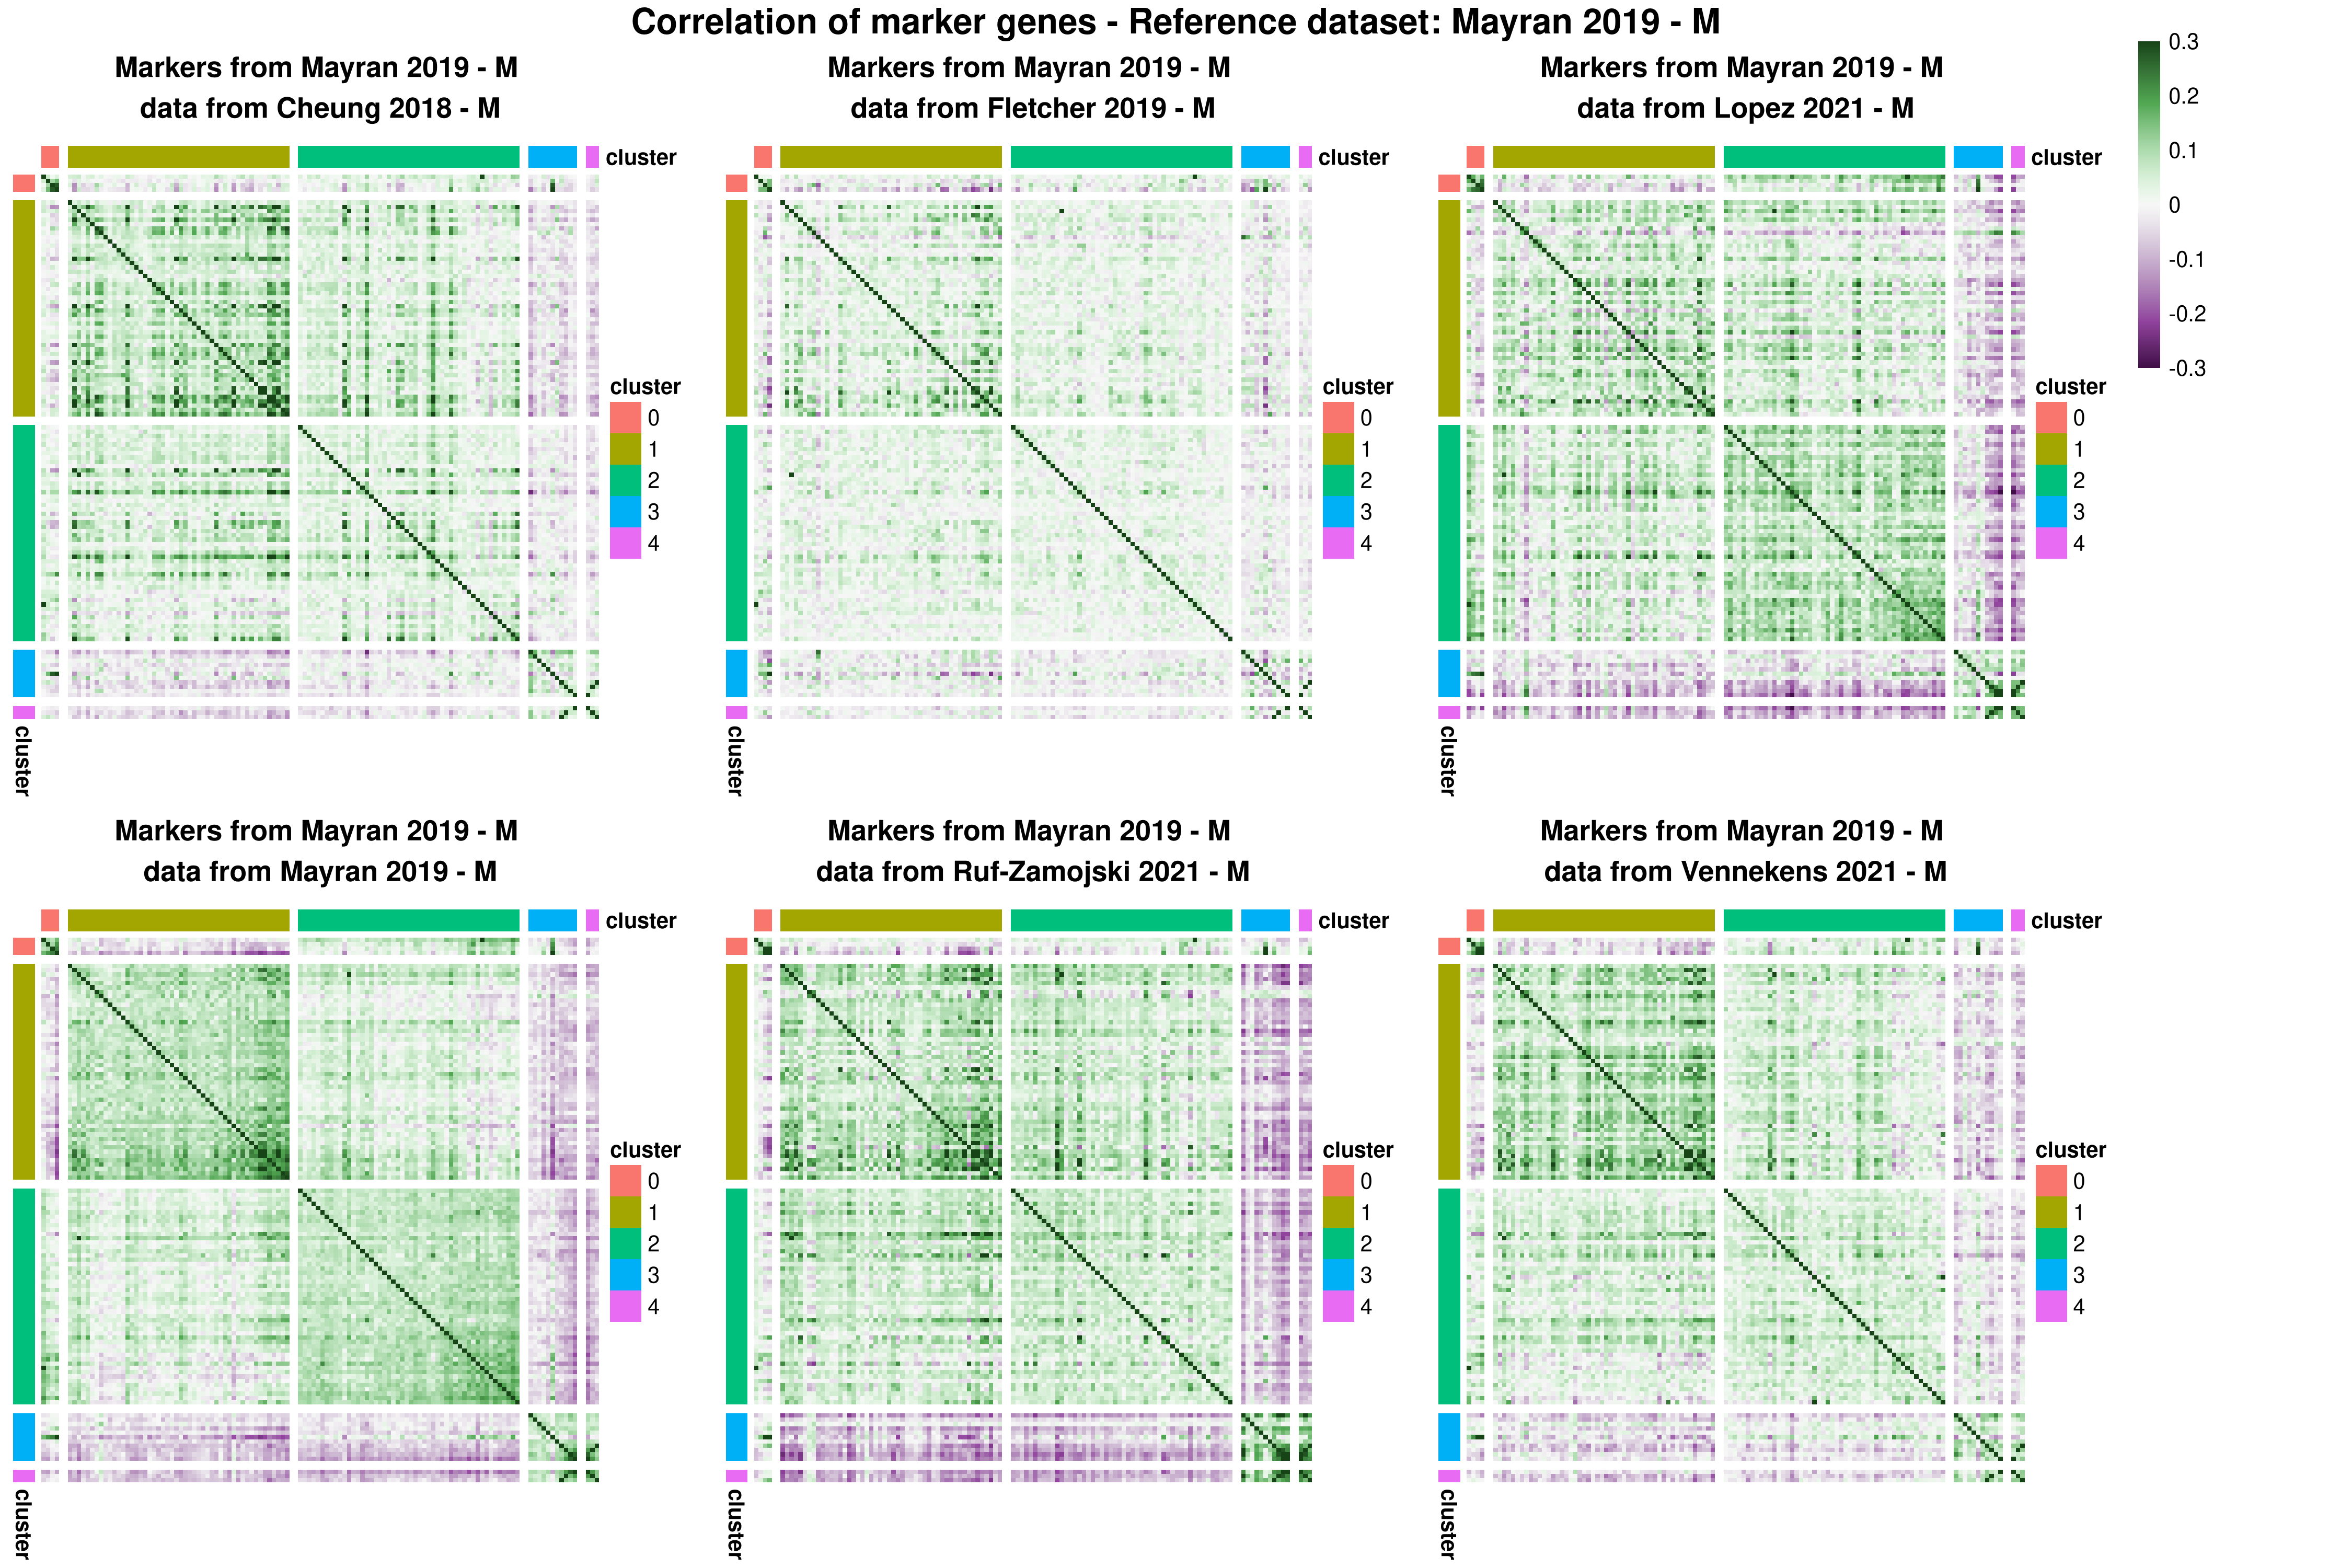 Correlation of marker genes - Reference dataset: Mayran 2019 - M
Markers from Mayran 2019 - M
data from Cheung 2018 - M
cluster
cluster
0
1
2
3
4
cluster
Markers from Mayran 2019 - M
data from Fletcher 2019 - M
cluster
cluster
0
1
2
3
4
cluster
Markers from Mayran 2019 - M
data from Lopez 2021 - M
cluster
cluster
0
1
2
3
4
cluster
0.3
0.2
0.1
0
-0.1
-0.2
-0.3
Markers from Mayran 2019 - M
data from Mayran 2019 - M
cluster
cluster
0
1
2
3
4
cluster
Markers from Mayran 2019 - M
data from Ruf-Zamojski 2021 - M
cluster
cluster
0
1
2
3
4
cluster
Markers from Mayran 2019 - M
data from Vennekens 2021 - M
cluster
cluster
0
1
2
3
4
cluster